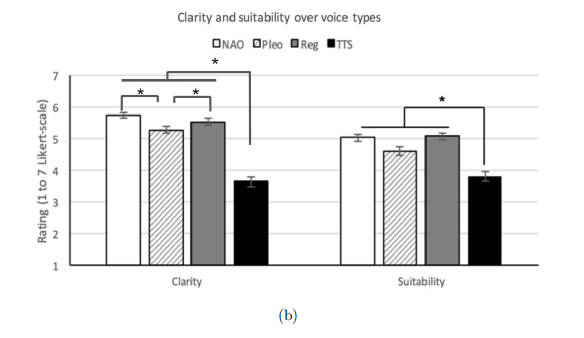 Clarity and suitability over voice types
NAO Pleo Reg TTS
*
* *
*
Rating (1 to 7 Likert-scale)
7
6
5
4
3
2
1
Clarity Suitability
(b)